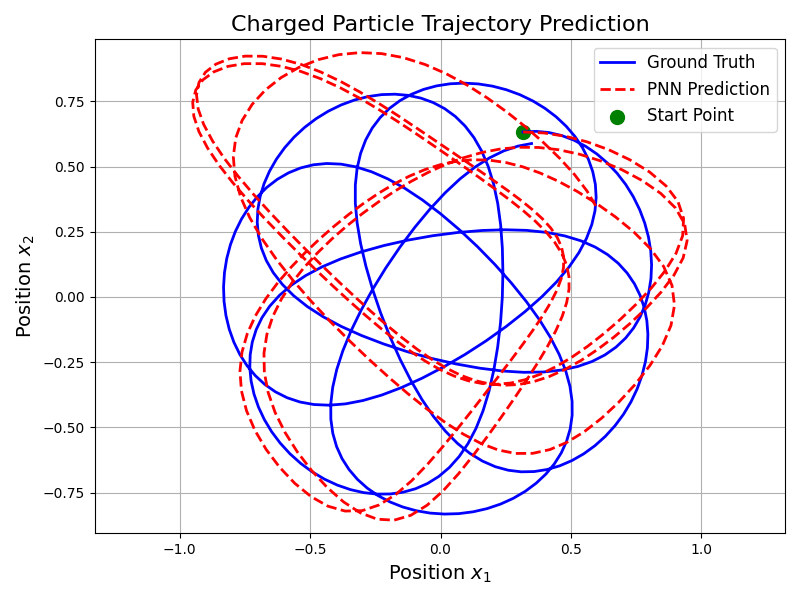 Charged Particle Trajectory Prediction
Ground Truth
PNN Prediction
Start Point
0.75
0.50
0.25
0.00
−0.25
−0.50
−0.75
Position x₂
−1.0 −0.5 0.0 0.5 1.0
Position x₁